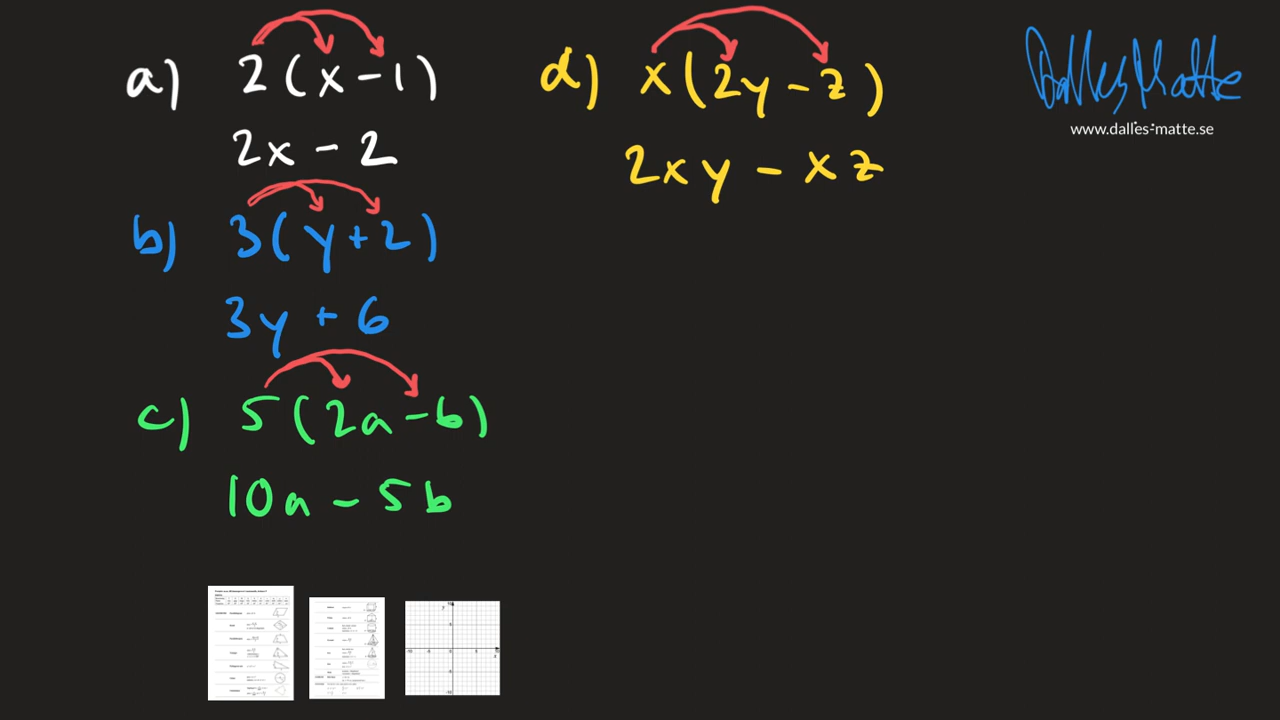 a) 2(x-1)
2x - 2
b) 3(y+2)
3y + 6
c) 5(2a-b)
10a - 5b
d) x(2y-z)
2xy - xz
DallesMatte
www.dalles-matte.se